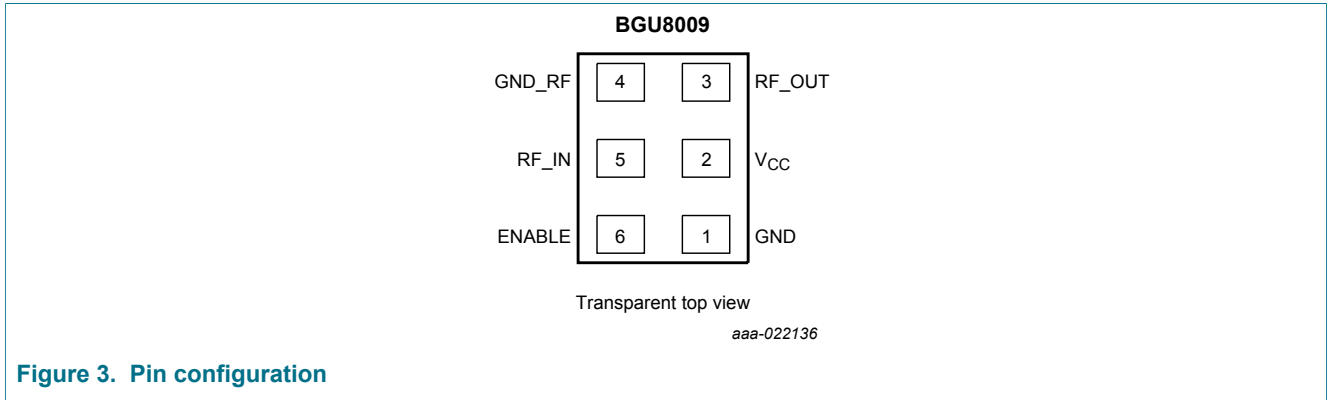 BGU8009
GND_RF 4 3 RF_OUT
RF_IN 5 2 VCC
ENABLE 6 1 GND
Transparent top view
aaa-022136
Figure 3. Pin configuration